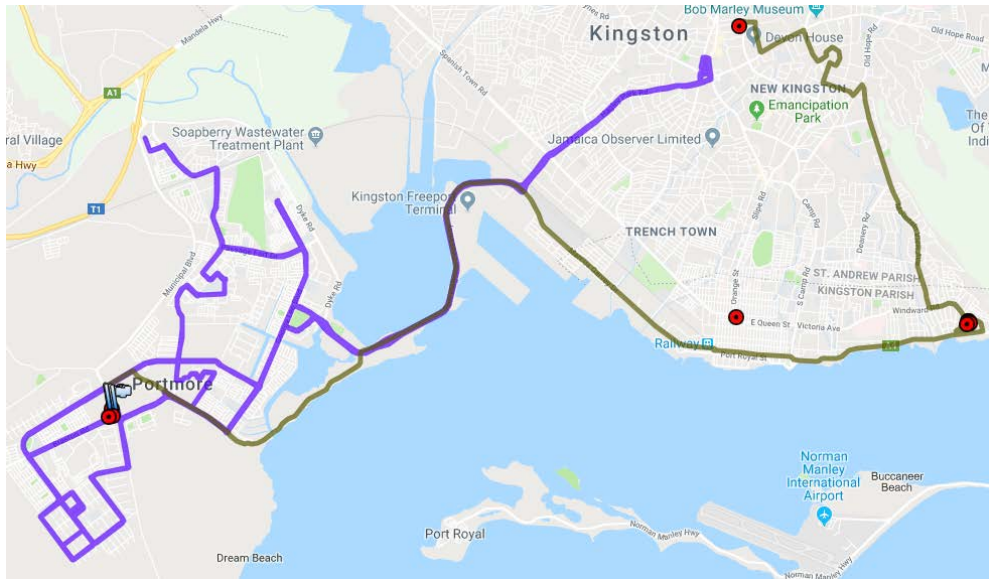 Bob Marley Museum
Mandela Hwy
Kingston
Devon House
Old Hope Road
Old Hope Rd
Spanish Town Rd
A1
NEW KINGSTON
Emancipation
Park
Soapberry Wastewater
Treatment Plant
Jamaica Observer Limited
The
Of
Indi
ral Village
a Hwy
Kingston Freeport
Terminal
T1
Dyke Rd
Slipe Rd
Camp Rd
Deanery Rd
TRENCH TOWN
Municipal Blvd
Dyke Rd
ST. ANDREW PARISH
KINGSTON PARISH
Orange St
S Camp Rd
Windward
E Queen St
Victoria Ave
Railway
Port Royal St
Portmore
Norman
Manley
International
Airport
Buccaneer
Beach
Port Royal
Norman Manley Hwy
Dream Beach
Norman Manley Hwy